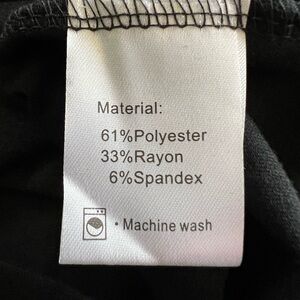 Material:
61%Polyester
33%Rayon
6%Spandex
· Machine wash